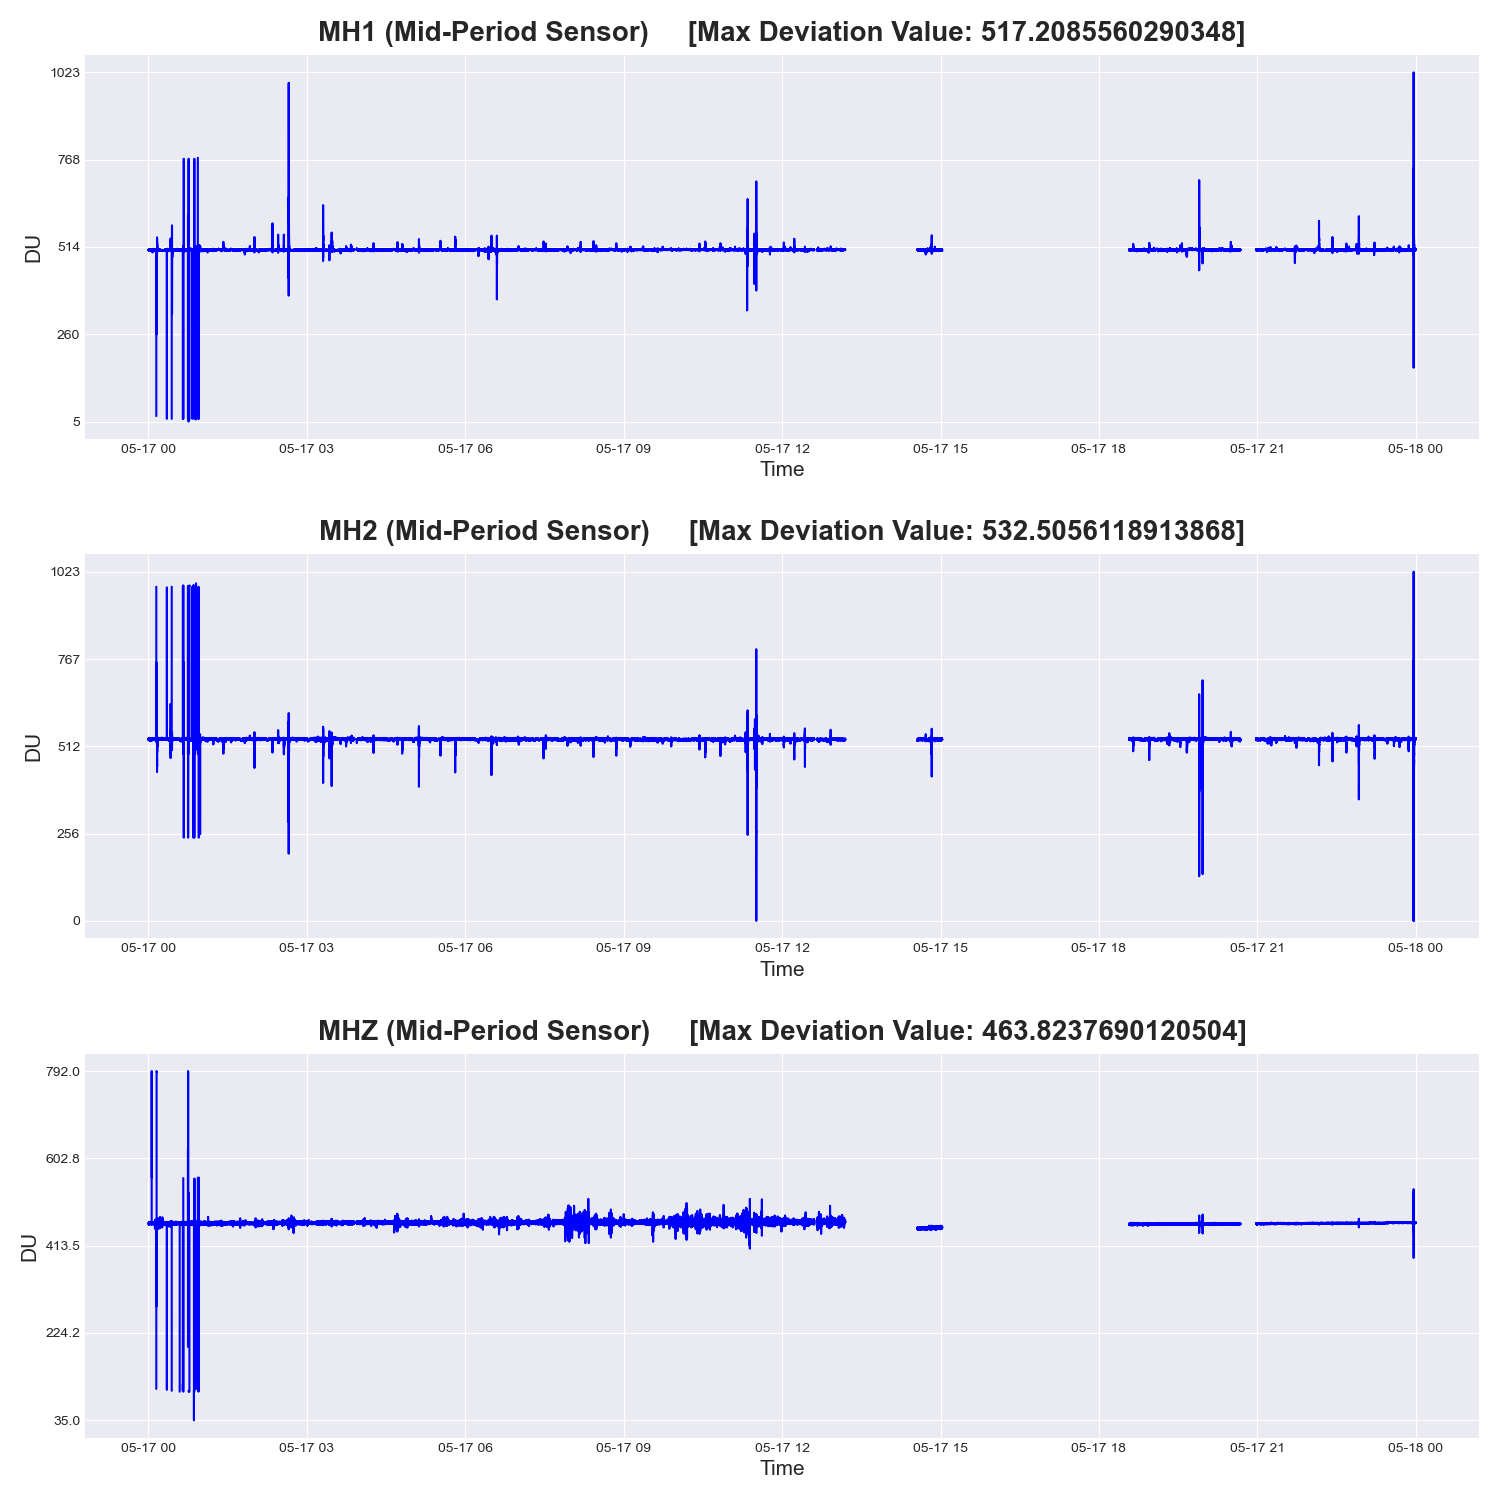 MH1 (Mid-Period Sensor)     [Max Deviation Value: 517.2085560290348]
1023
768
514
260
5
DU
05-17 00 05-17 03 05-17 06 05-17 09 05-17 12 05-17 15 05-17 18 05-17 21 05-18 00
Time
MH2 (Mid-Period Sensor)     [Max Deviation Value: 532.5056118913868]
1023
767
512
256
0
DU
05-17 00 05-17 03 05-17 06 05-17 09 05-17 12 05-17 15 05-17 18 05-17 21 05-18 00
Time
MHZ (Mid-Period Sensor)     [Max Deviation Value: 463.8237690120504]
792.0
602.8
413.5
224.2
35.0
DU
05-17 00 05-17 03 05-17 06 05-17 09 05-17 12 05-17 15 05-17 18 05-17 21 05-18 00
Time